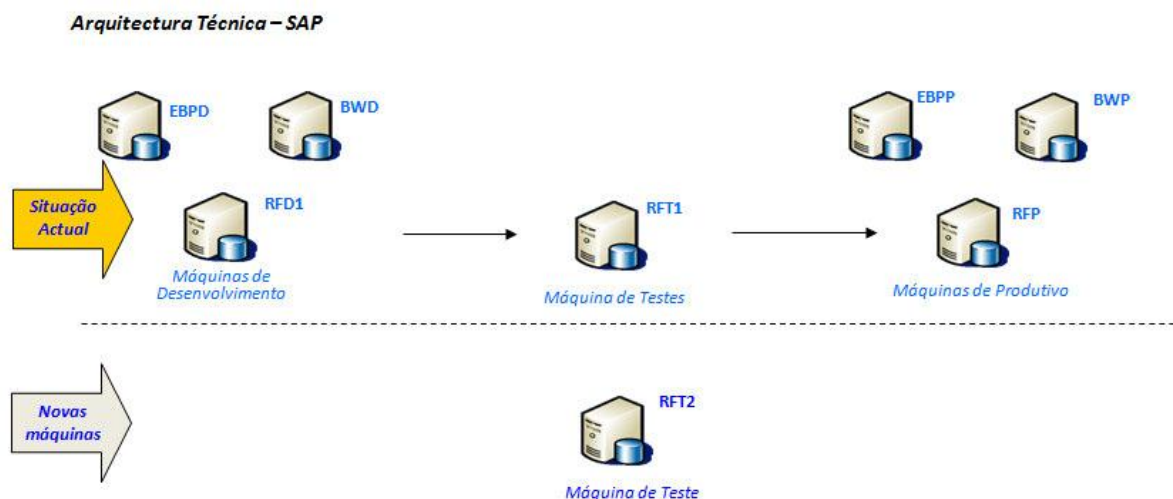 Arquitectura Técnica – SAP
EBPD
BWD
EBPP
BWP
Situação
Actual
RFD1
RFT1
RFP
Máquinas de
Desenvolvimento
Máquina de Testes
Máquinas de Produtivo
Novas
máquinas
RFT2
Máquina de Teste